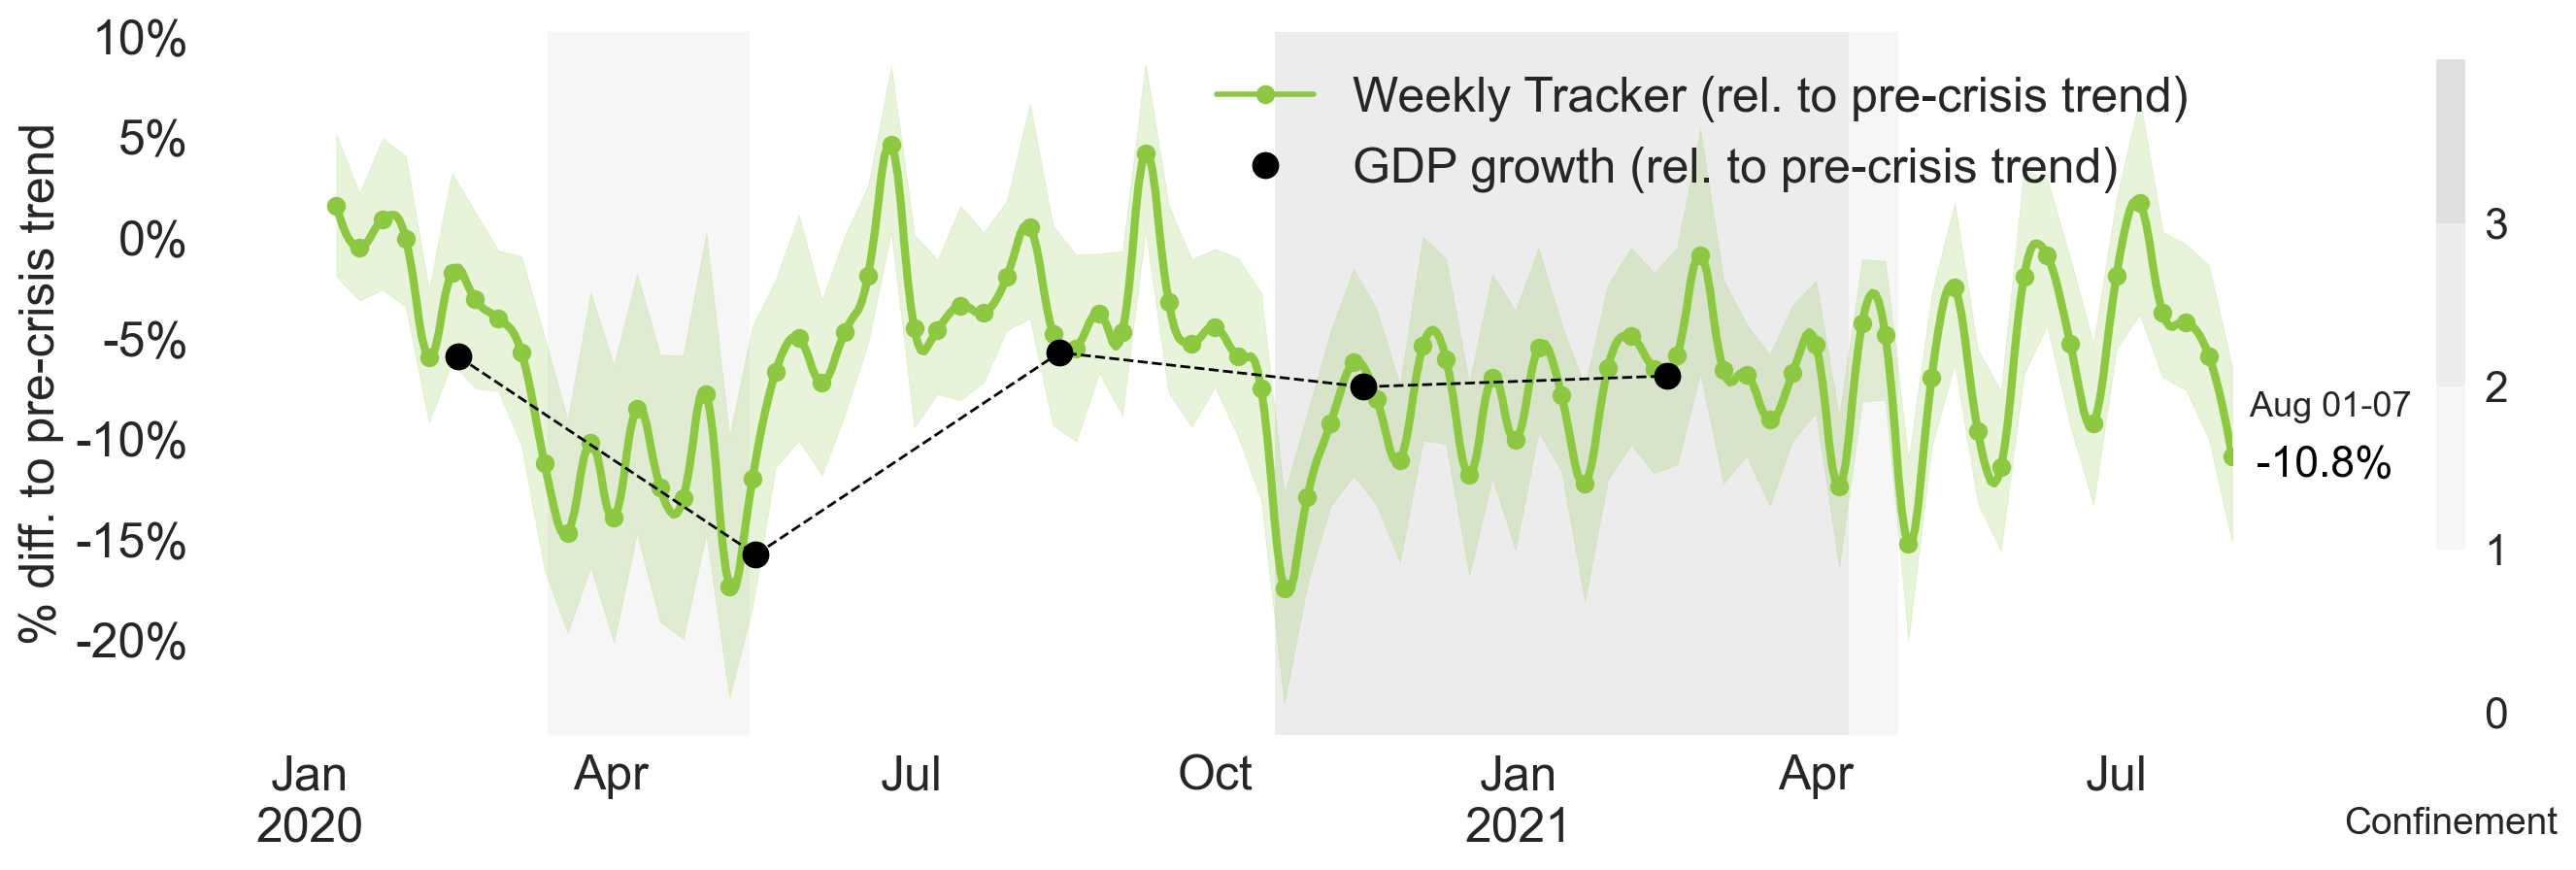 % diff. to pre-crisis trend
10%
5%
0%
-5%
-10%
-15%
-20%
Weekly Tracker (rel. to pre-crisis trend)
GDP growth (rel. to pre-crisis trend)
Aug 01-07
-10.8%
3
2
1
0
Jan Apr Jul Oct Jan Apr Jul
2020 2021
Confinement